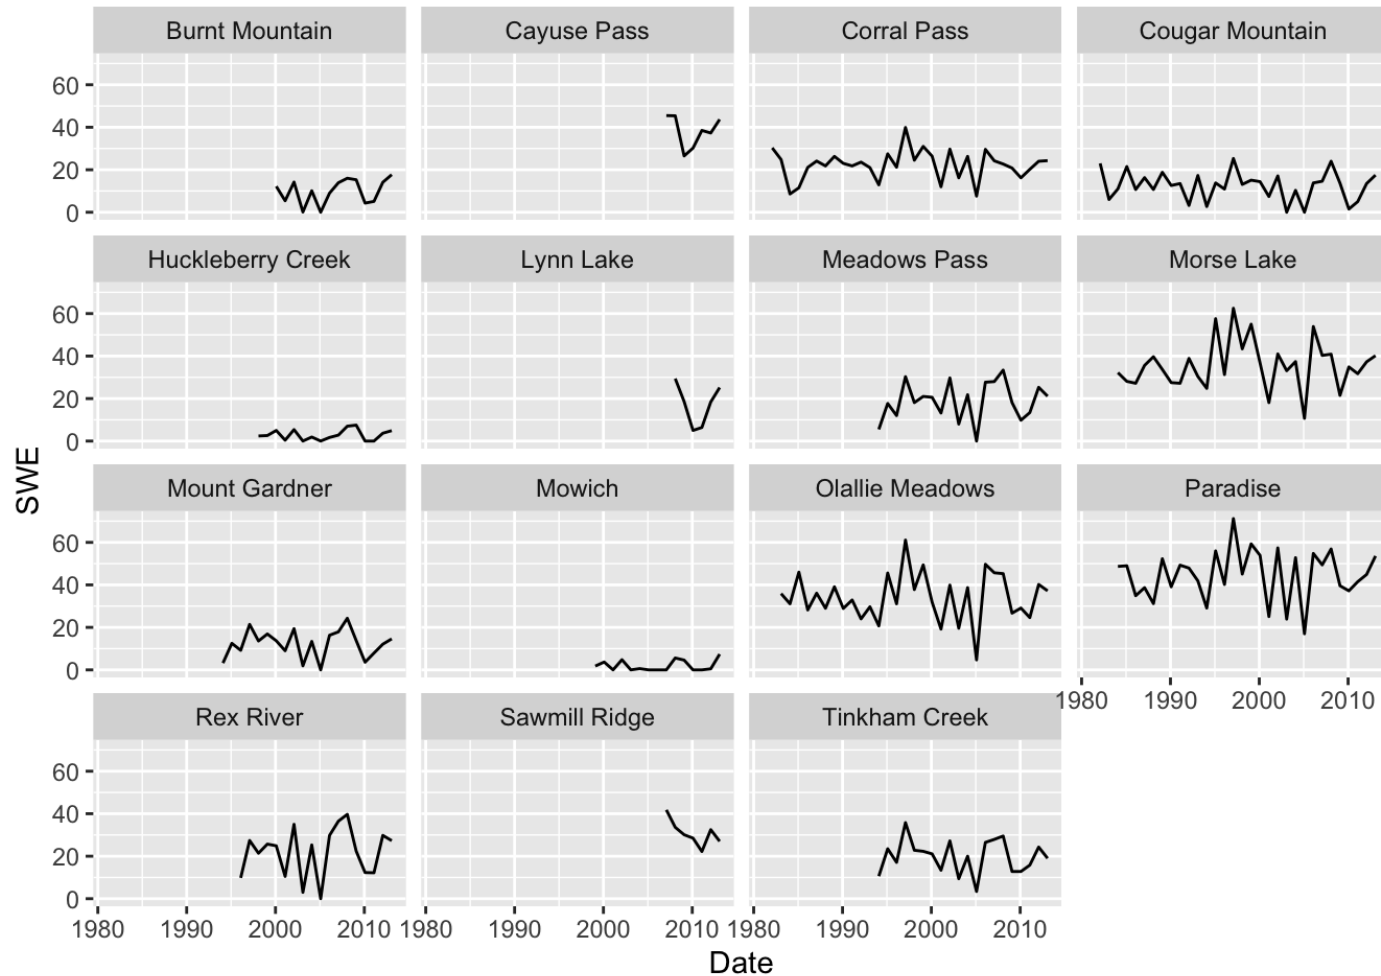 Burnt Mountain Cayuse Pass Corral Pass Cougar Mountain
60
40
20
0
Huckleberry Creek Lynn Lake Meadows Pass Morse Lake
60
40
20
0
SWE
Mount Gardner Mowich Olallie Meadows Paradise
60
40
20
0
1980 1990 2000 2010
Rex River Sawmill Ridge Tinkham Creek
60
40
20
0
1980 1990 2000 2010 1980 1990 2000 2010 1980 1990 2000 2010
Date